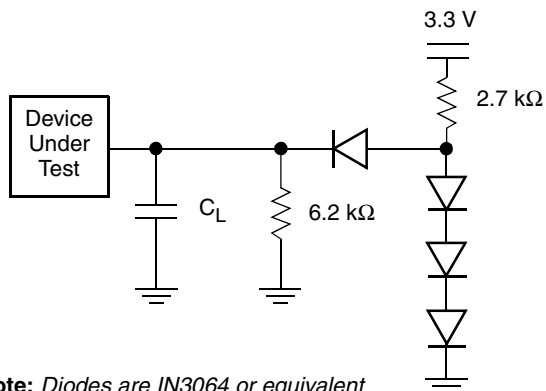 3.3 V
2.7 kΩ
Device
Under
Test
C_L
6.2 kΩ
ote: Diodes are IN3064 or equivalent